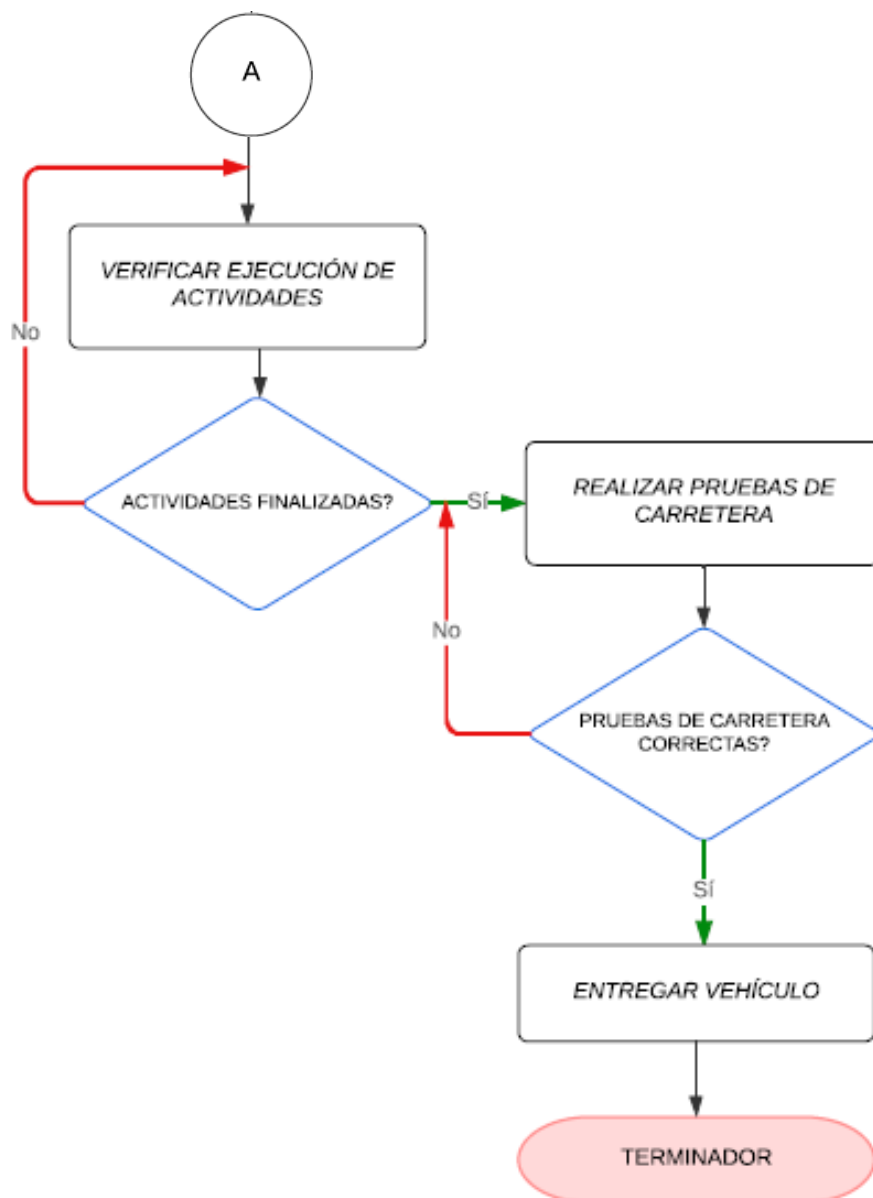 A
VERIFICAR EJECUCIÓN DE
ACTIVIDADES
No
ACTIVIDADES FINALIZADAS?
Sí
REALIZAR PRUEBAS DE
CARRETERA
No
PRUEBAS DE CARRETERA
CORRECTAS?
Sí
ENTREGAR VEHÍCULO
TERMINADOR